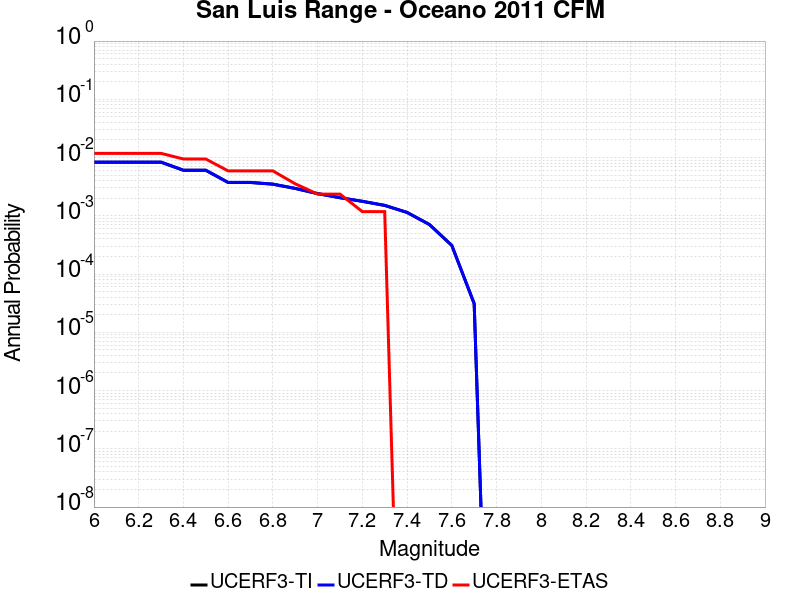 San Luis Range - Oceano 2011 CFM
10^0
10^-1
10^-2
10^-3
10^-4
10^-5
10^-6
10^-7
10^-8
Annual Probability
6 6.2 6.4 6.6 6.8 7 7.2 7.4 7.6 7.8 8 8.2 8.4 8.6 8.8 9
Magnitude
UCERF3-TI UCERF3-TD UCERF3-ETAS